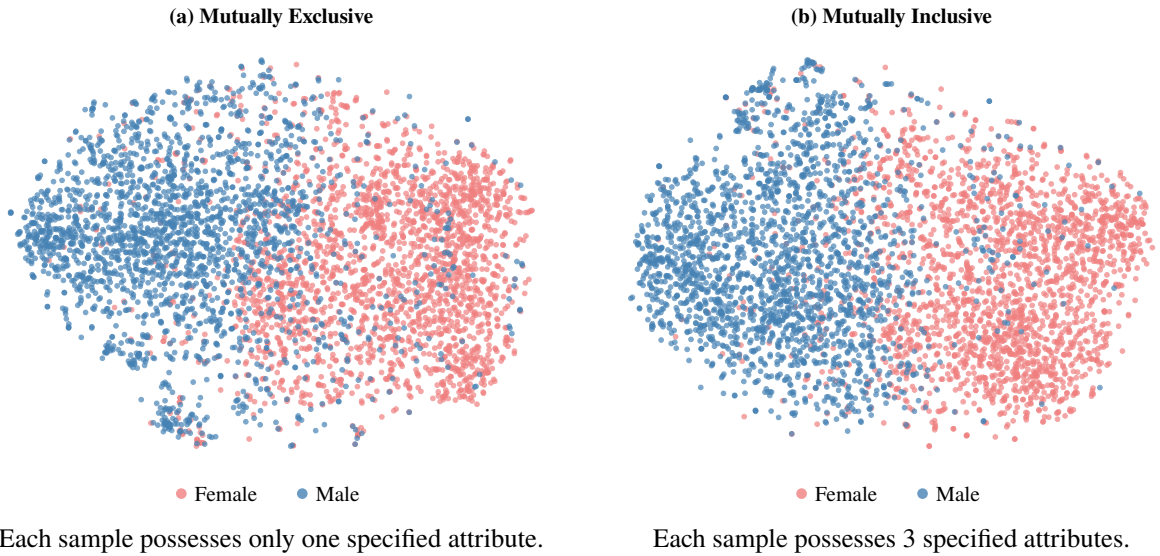 (a) Mutually Exclusive
(b) Mutually Inclusive
Female Male
Female Male
Each sample possesses only one specified attribute.
Each sample possesses 3 specified attributes.